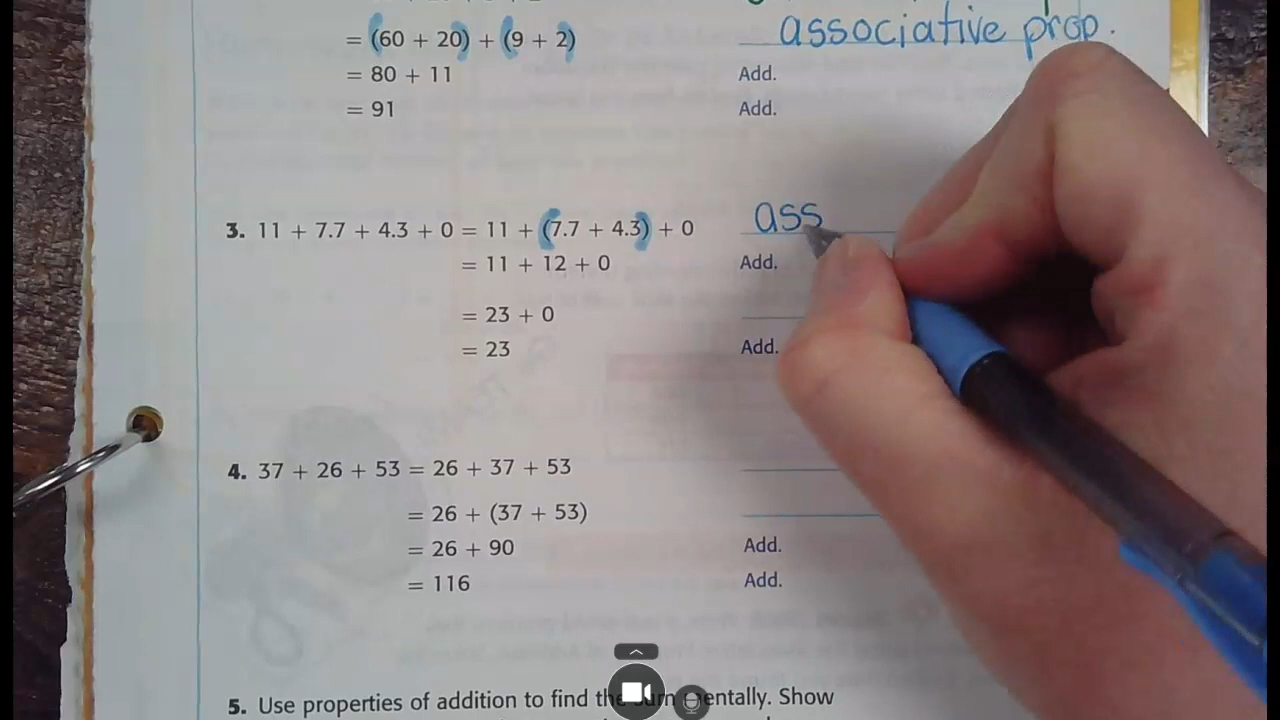 = (60 + 20) + (9 + 2) associative prop.
= 80 + 11 Add.
= 91 Add.
3. 11 + 7.7 + 4.3 + 0 = 11 + (7.7 + 4.3) + 0 ass
= 11 + 12 + 0 Add.
= 23 + 0
= 23 Add.
4. 37 + 26 + 53 = 26 + 37 + 53
= 26 + (37 + 53)
= 26 + 90 Add.
= 116 Add.
5. Use properties of addition to find the sum mentally. Show